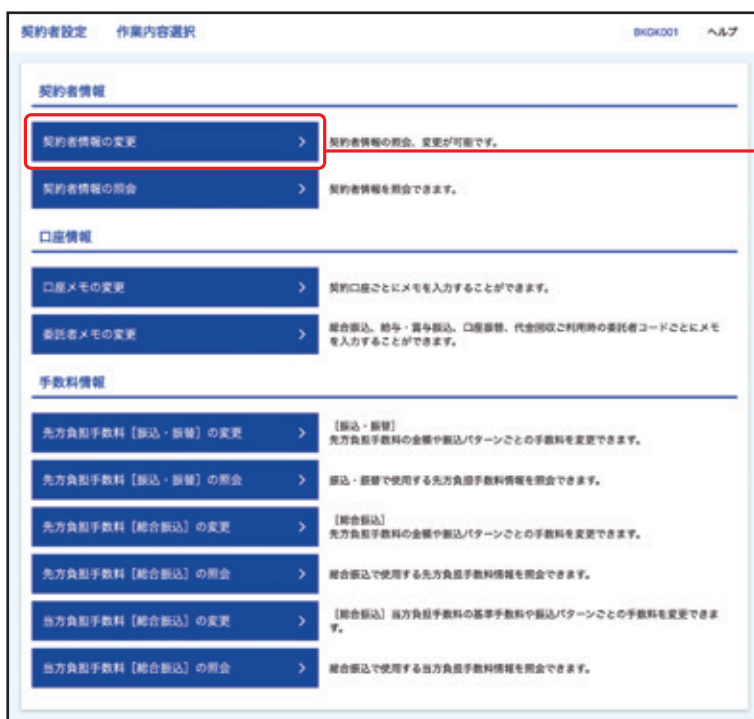 契約者設定　作業内容選択
BKGK001　ヘルプ
契約者情報
契約者情報の変更
契約者情報の照会、変更が可能です。
契約者情報の照会
契約者情報を照会できます。
口座情報
口座メモの変更
契約口座ごとにメモを入力することができます。
委託者メモの変更
総合振込、給与・賞与振込、口座振替、代金回収ご利用時の委託者コードごとにメモ
を入力することができます。
手数料情報
先方負担手数料［振込・振替］の変更
［振込・振替］
先方負担手数料の金額や振込パターンごとの手数料を変更できます。
先方負担手数料［振込・振替］の照会
振込・振替で使用する先方負担手数料情報を照会できます。
先方負担手数料［総合振込］の変更
［総合振込］
先方負担手数料の金額や振込パターンごとの手数料を変更できます。
先方負担手数料［総合振込］の照会
総合振込で使用する先方負担手数料情報を照会できます。
当方負担手数料［総合振込］の変更
［総合振込］当方負担手数料の基準手数料や振込パターンごとの手数料を変更できま
す。
当方負担手数料［総合振込］の照会
総合振込で使用する当方負担手数料情報を照会できます。